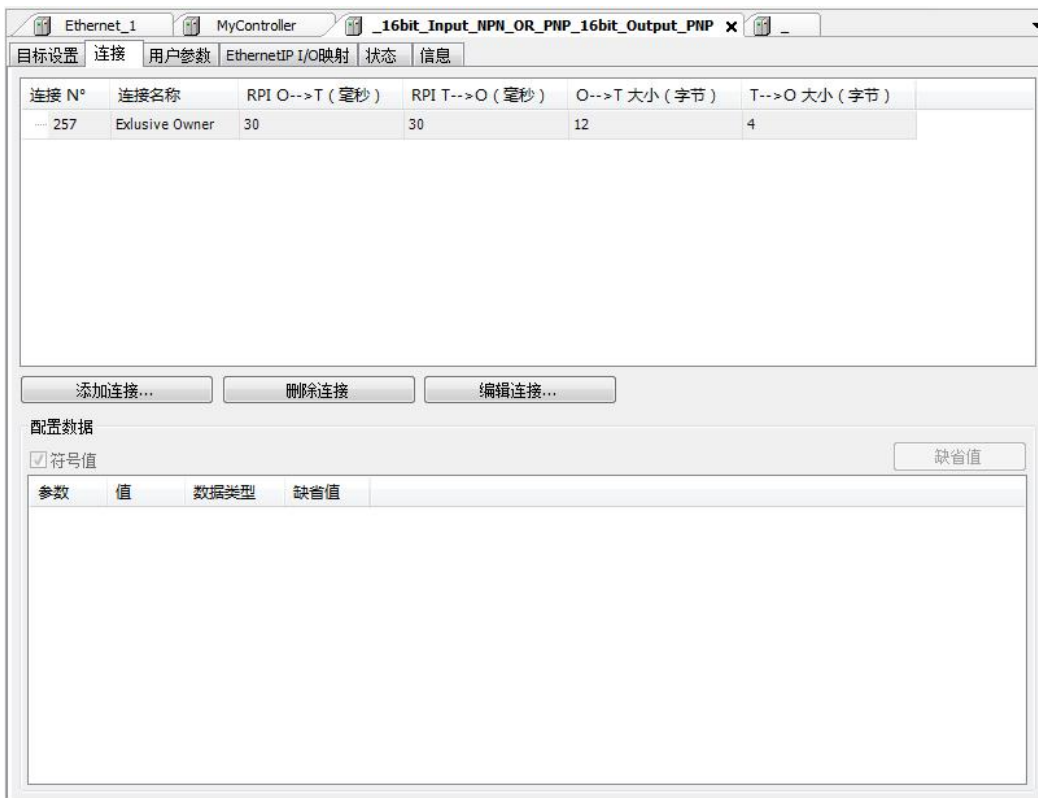 Ethernet_1 MyController _16bit_Input_NPN_OR_PNP_16bit_Output_PNP x _
目标设置 连接 用户参数 EthernetIP I/O映射 状态 信息
连接 N° 连接名称 RPI O-->T ( 毫秒 ) RPI T-->O ( 毫秒 ) O-->T 大小 ( 字节 ) T-->O 大小 ( 字节 )
257 Exlusive Owner 30 30 12 4
添加连接... 删除连接 编辑连接...
配置数据
符号值 缺省值
参数 值 数据类型 缺省值